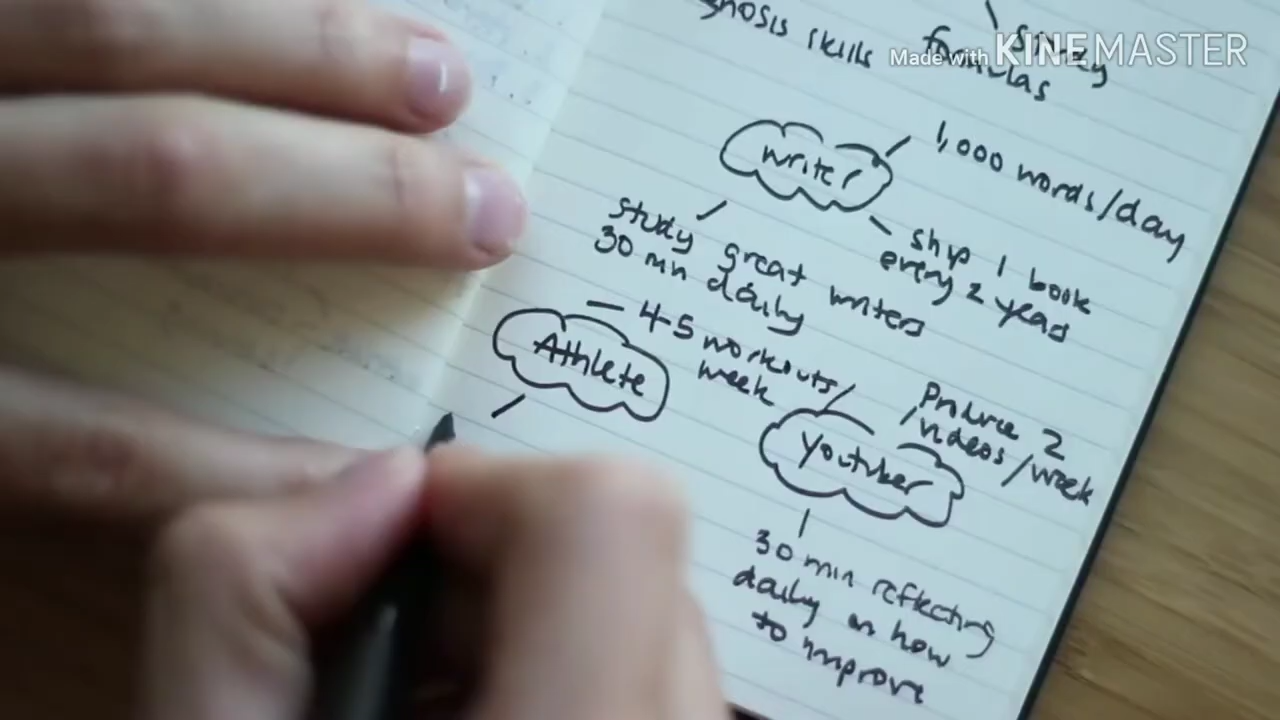 skills
formulas
Made with KINEMASTER
writer
1,000 words/day
study great writers
30 min daily
ship 1 book
every 2 years
Athlete
4-5 workouts/
week
Youtuber
Produce 2
videos/week
30 min reflecting
daily on how
to improve